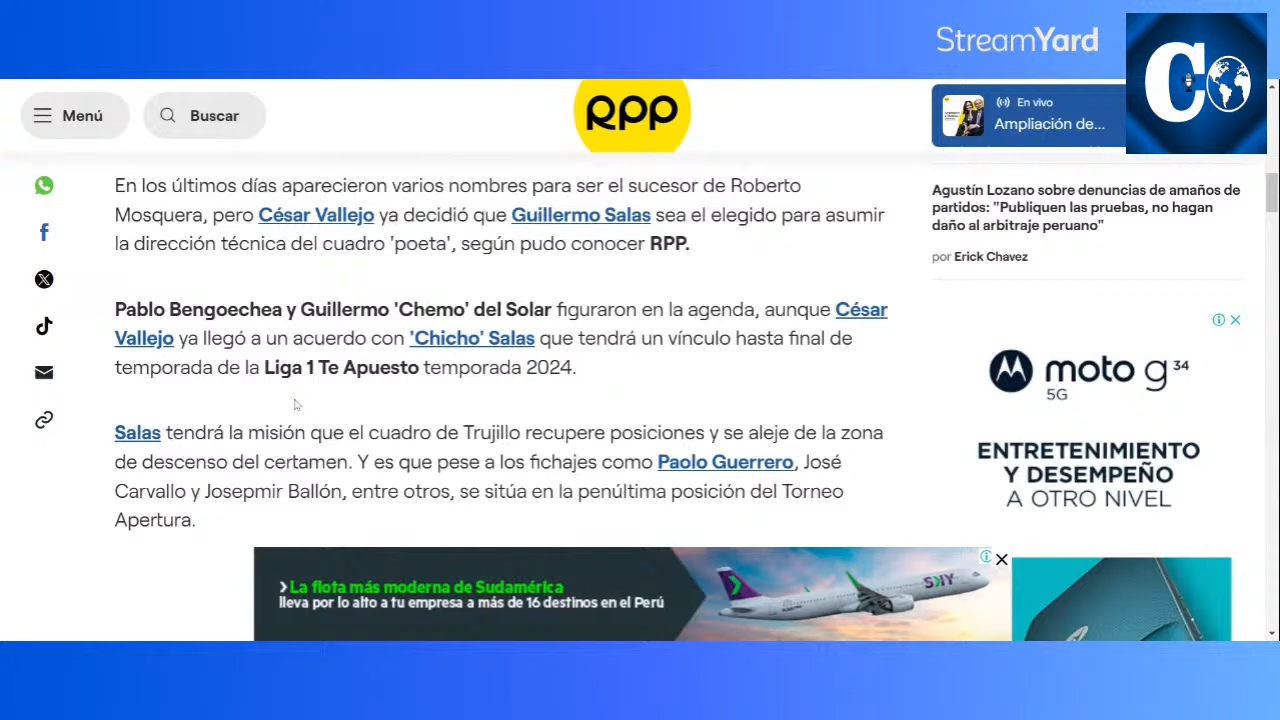 StreamYard
CO
Menú
Buscar
RPP
En vivo
Ampliación de...
En los últimos días aparecieron varios nombres para ser el sucesor de Roberto
Mosquera, pero César Vallejo ya decidió que Guillermo Salas sea el elegido para asumir
la dirección técnica del cuadro 'poeta', según pudo conocer RPP.
Pablo Bengoechea y Guillermo 'Chemo' del Solar figuraron en la agenda, aunque César
Vallejo ya llegó a un acuerdo con 'Chicho' Salas que tendrá un vínculo hasta final de
temporada de la Liga 1 Te Apuesto temporada 2024.
Salas tendrá la misión que el cuadro de Trujillo recupere posiciones y se aleje de la zona
de descenso del certamen. Y es que pese a los fichajes como Paolo Guerrero, José
Carvallo y Josepmir Ballón, entre otros, se sitúa en la penúltima posición del Torneo
Apertura.
Agustín Lozano sobre denuncias de amaños de
partidos: "Publiquen las pruebas, no hagan
daño al arbitraje peruano"
por Erick Chavez
moto g 34
5G
ENTRETENIMIENTO
Y DESEMPEÑO
A OTRO NIVEL
La flota más moderna de Sudamérica
lleva por lo alto a tu empresa a más de 16 destinos en el Perú
SKY